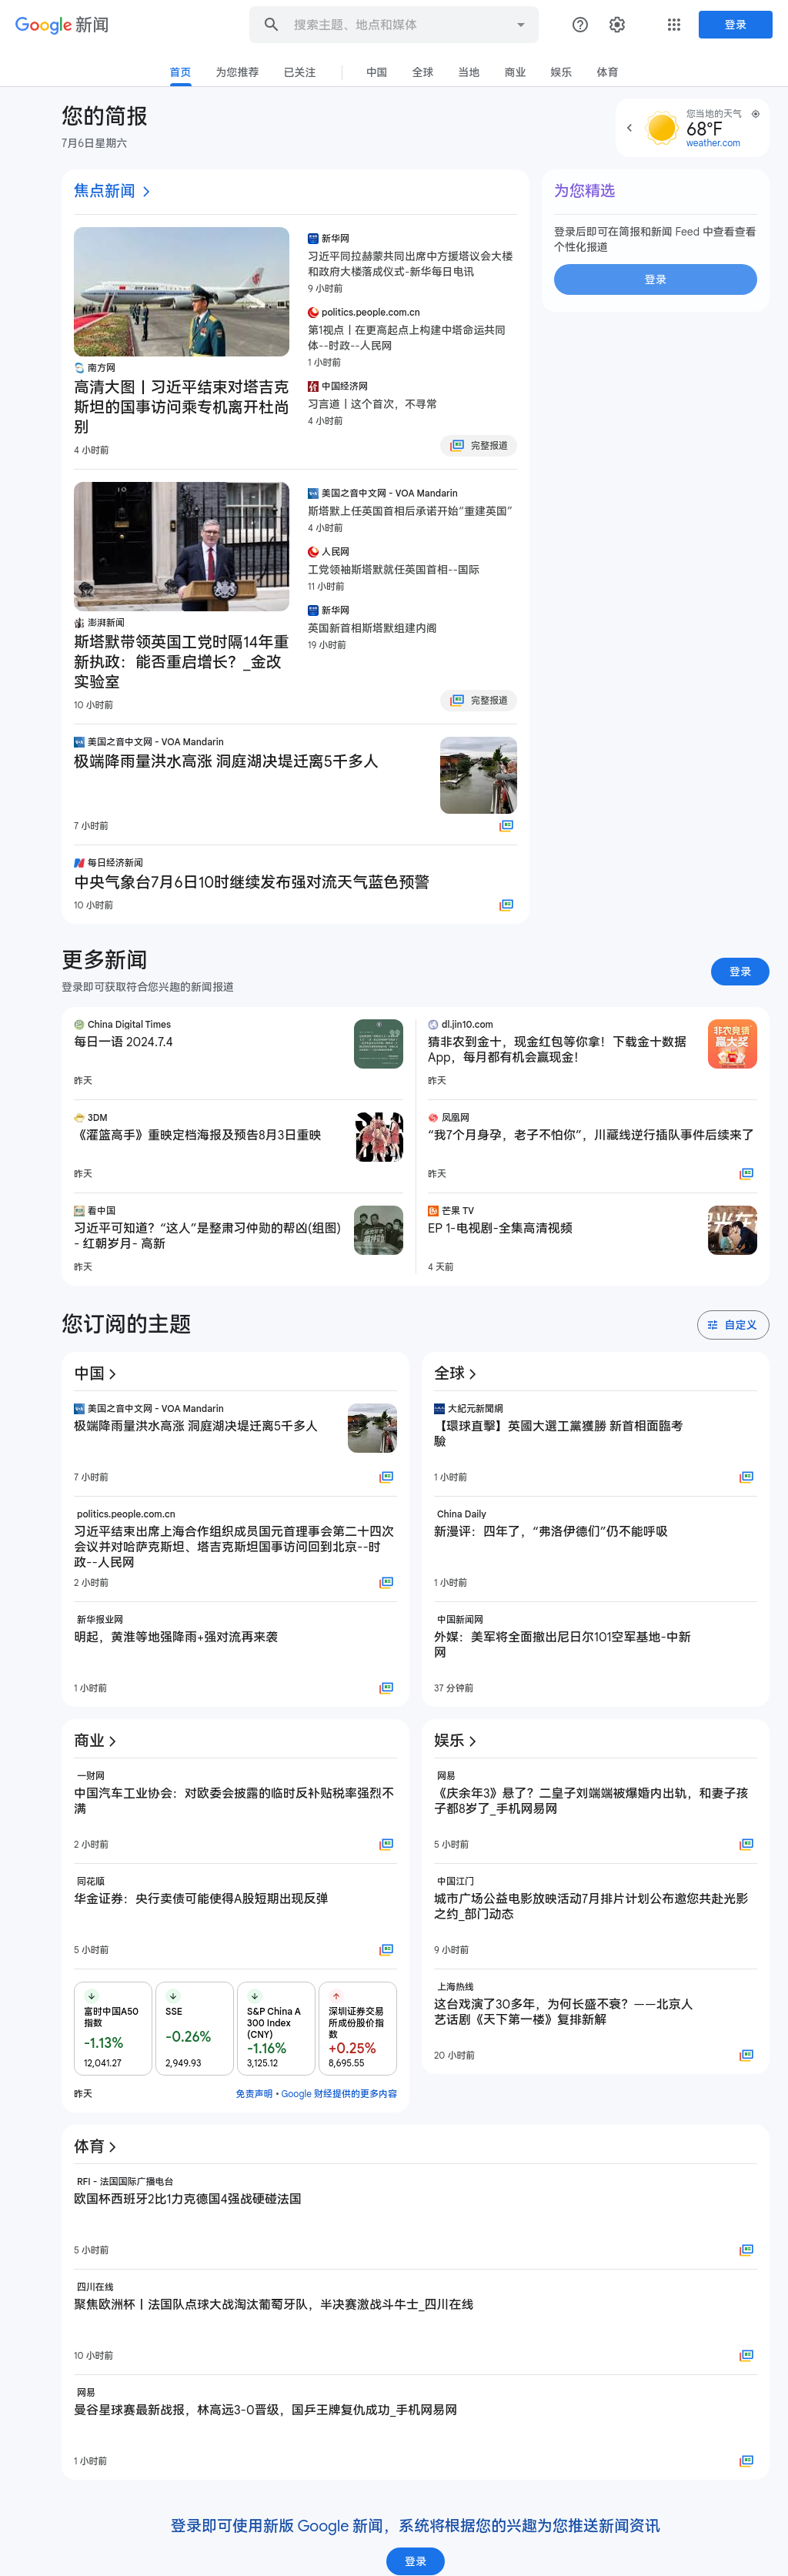 Google 新闻
搜索主题、地点和媒体
登录
首页
为您推荐
已关注
中国
全球
当地
商业
娱乐
体育
您的简报
7月6日星期六
您当地的天气
68°F
weather.com
焦点新闻
南方网
高清大图丨习近平结束对塔吉克
斯坦的国事访问乘专机离开杜尚
别
4 小时前
新华网
习近平同拉赫蒙共同出席中方援塔议会大楼
和政府大楼落成仪式-新华每日电讯
9 小时前
politics.people.com.cn
第1视点丨在更高起点上构建中塔命运共同
体--时政--人民网
1 小时前
中国经济网
习言道丨这个首次，不寻常
4 小时前
完整报道
澎湃新闻
斯塔默带领英国工党时隔14年重
新执政：能否重启增长？_金改
实验室
10 小时前
美国之音中文网 - VOA Mandarin
斯塔默上任英国首相后承诺开始“重建英国”
4 小时前
人民网
工党领袖斯塔默就任英国首相--国际
11 小时前
新华网
英国新首相斯塔默组建内阁
19 小时前
完整报道
美国之音中文网 - VOA Mandarin
极端降雨量洪水高涨 洞庭湖决堤迁离5千多人
7 小时前
每日经济新闻
中央气象台7月6日10时继续发布强对流天气蓝色预警
10 小时前
为您精选
登录后即可在简报和新闻 Feed 中查看查看
个性化报道
登录
更多新闻
登录即可获取符合您兴趣的新闻报道
登录
China Digital Times
每日一语 2024.7.4
昨天
3DM
《灌篮高手》重映定档海报及预告8月3日重映
昨天
看中国
习近平可知道？“这人”是整肃习仲勋的帮凶(组图)
- 红朝岁月- 高新
昨天
dl.jin10.com
猜非农到金十，现金红包等你拿！下载金十数据
App，每月都有机会赢现金！
昨天
非农竞猜
赢大奖
凤凰网
“我7个月身孕，老子不怕你”，川藏线逆行插队事件后续来了
昨天
芒果 TV
EP 1-电视剧-全集高清视频
4 天前
您订阅的主题
自定义
中国
美国之音中文网 - VOA Mandarin
极端降雨量洪水高涨 洞庭湖决堤迁离5千多人
7 小时前
politics.people.com.cn
习近平结束出席上海合作组织成员国元首理事会第二十四次
会议并对哈萨克斯坦、塔吉克斯坦国事访问回到北京--时
政--人民网
2 小时前
新华报业网
明起，黄淮等地强降雨+强对流再来袭
1 小时前
全球
大紀元新聞網
【環球直擊】英國大選工黨獲勝 新首相面臨考
驗
1 小时前
China Daily
新漫评：四年了，“弗洛伊德们”仍不能呼吸
1 小时前
中国新闻网
外媒：美军将全面撤出尼日尔101空军基地-中新
网
37 分钟前
商业
一财网
中国汽车工业协会：对欧委会披露的临时反补贴税率强烈不
满
2 小时前
同花顺
华金证券：央行卖债可能使得A股短期出现反弹
5 小时前
富时中国A50
指数
-1.13%
12,041.27
SSE
-0.26%
2,949.93
S&P China A
300 Index
(CNY)
-1.16%
3,125.12
深圳证券交易
所成份股价指
数
+0.25%
8,695.55
昨天
免责声明 • Google 财经提供的更多内容
娱乐
网易
《庆余年3》悬了？二皇子刘端端被爆婚内出轨，和妻子孩
子都8岁了_手机网易网
5 小时前
中国江门
城市广场公益电影放映活动7月排片计划公布邀您共赴光影
之约_部门动态
9 小时前
上海热线
这台戏演了30多年，为何长盛不衰？——北京人
艺话剧《天下第一楼》复排新解
20 小时前
体育
RFI - 法国国际广播电台
欧国杯西班牙2比1力克德国4强战硬碰法国
5 小时前
四川在线
聚焦欧洲杯丨法国队点球大战淘汰葡萄牙队，半决赛激战斗牛士_四川在线
10 小时前
网易
曼谷星球赛最新战报，林高远3-0晋级，国乒王牌复仇成功_手机网易网
1 小时前
登录即可使用新版 Google 新闻，系统将根据您的兴趣为您推送新闻资讯
登录